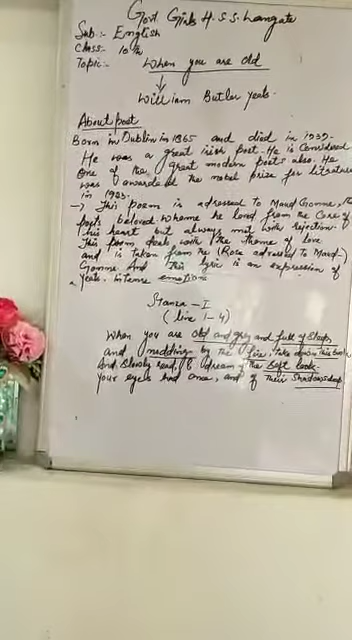 Govt. Girls H.S.S. Langate
Sub:- English
Class:- 10th
Topic:- When you are old
William Butler Yeats.
About poet
Born in Dublin in 1865 and died in 1939.
He was a great irish poet. He is Considered
One of the great modern poets also. He
was awarded the nobel prize for literature
in 1923.
→ This poem is addressed to Maud Gonne, the
poets beloved whome he loved from the Core of
his heart but always met with rejection.
This poem deals with the theme of love
and is taken from the (Rose adressed to Maud-
Gonne And this lyric is an expression of
Yeats. intense emotions
Stanza - I
(line 1-4)
When you are old and grey and full of sleep
and nodding by the fire, take down this book
And slowly read, & dream of the soft look
Your eyes had once, and of their shadows deep